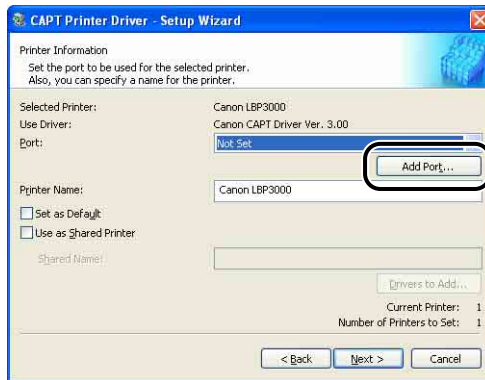 CAPT Printer Driver - Setup Wizard
Printer Information
Set the port to be used for the selected printer.
Also, you can specify a name for the printer.
Selected Printer: Canon LBP3000
Use Driver: Canon CAPT Driver Ver. 3.00
Port: Not Set
Add Port...
Printer Name: Canon LBP3000
Set as Default
Use as Shared Printer
Shared Name:
Drivers to Add...
Current Printer: 1
Number of Printers to Set: 1
< Back Next > Cancel